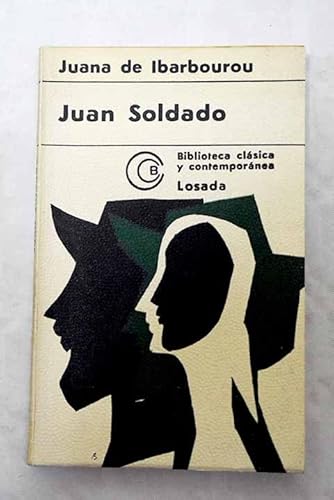 Juana de Ibarbourou
Juan Soldado
CB
Biblioteca clásica
y contemporánea
Losada